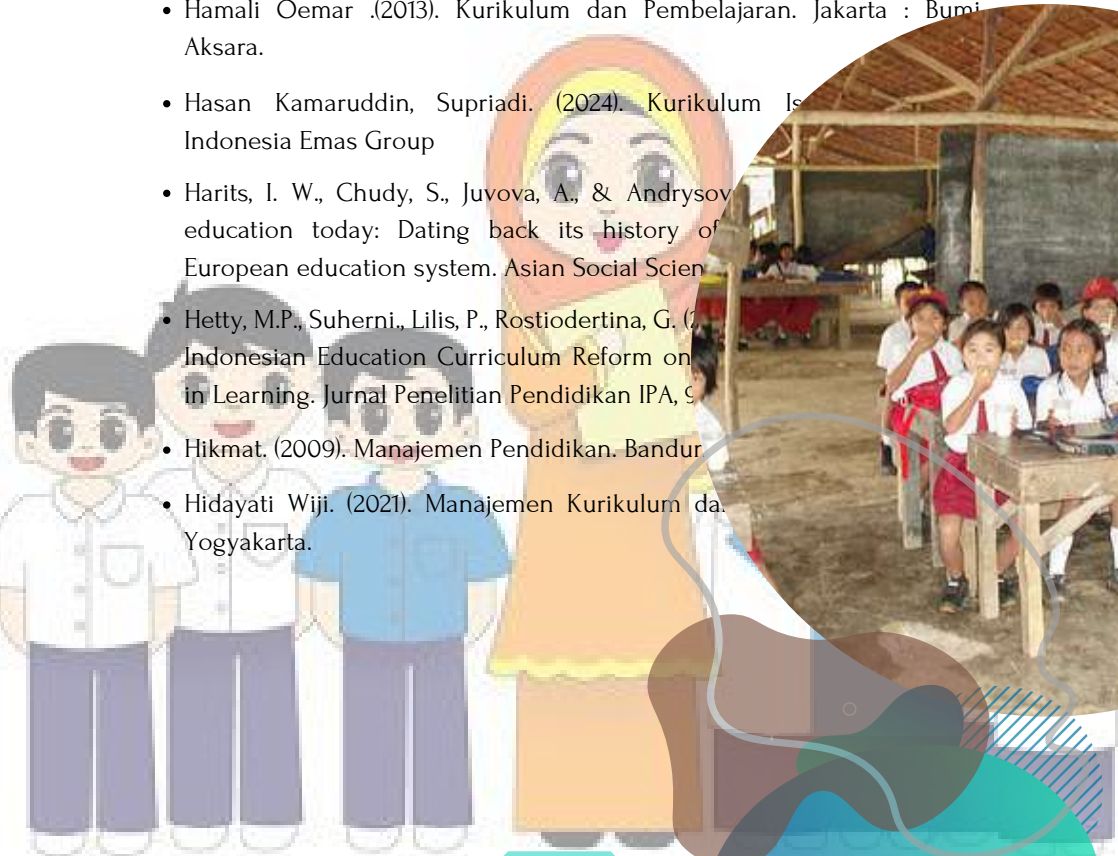 • Hamali Oemar .(2013). Kurikulum dan Pembelajaran. Jakarta : Bumi
Aksara.
• Hasan Kamaruddin, Supriadi. (2024). Kurikulum
Indonesia Emas Group
• Harits, I. W., Chudy, S., Juvova, A., & Andrysov
education today: Dating back its history of
European education system. Asian Social Scien
• Hetty, M.P., Suherni., Lilis, P., Rostiodertina, G.
Indonesian Education Curriculum Reform on
in Learning. Jurnal Penelitian Pendidikan IPA, 9
• Hikmat. (2009). Manajemen Pendidikan.
• Hidayati Wiji. (2021). Manajemen Kurikulum
Yogyakarta.